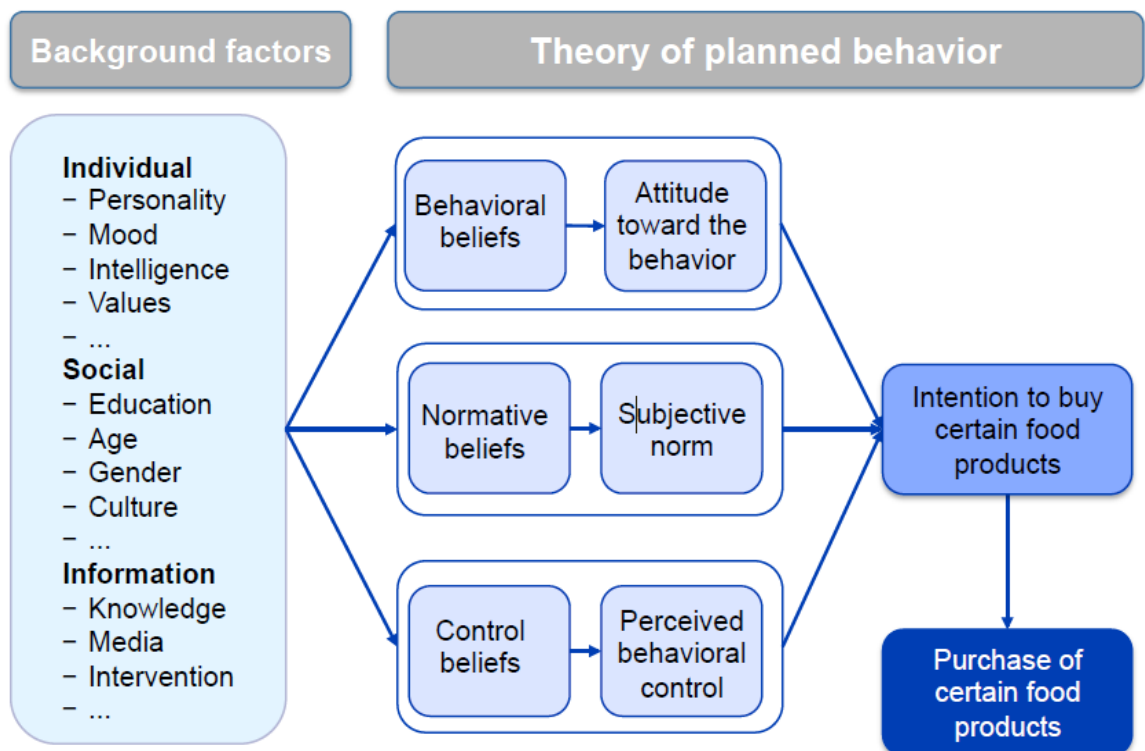 Background factors
Theory of planned behavior
Individual
– Personality
– Mood
– Intelligence
– Values
– ...
Social
– Education
– Age
– Gender
– Culture
– ...
Information
– Knowledge
– Media
– Intervention
– ...
Behavioral
beliefs
Attitude
toward the
behavior
Normative
beliefs
Subjective
norm
Control
beliefs
Perceived
behavioral
control
Intention to buy
certain food
products
Purchase of
certain food
products